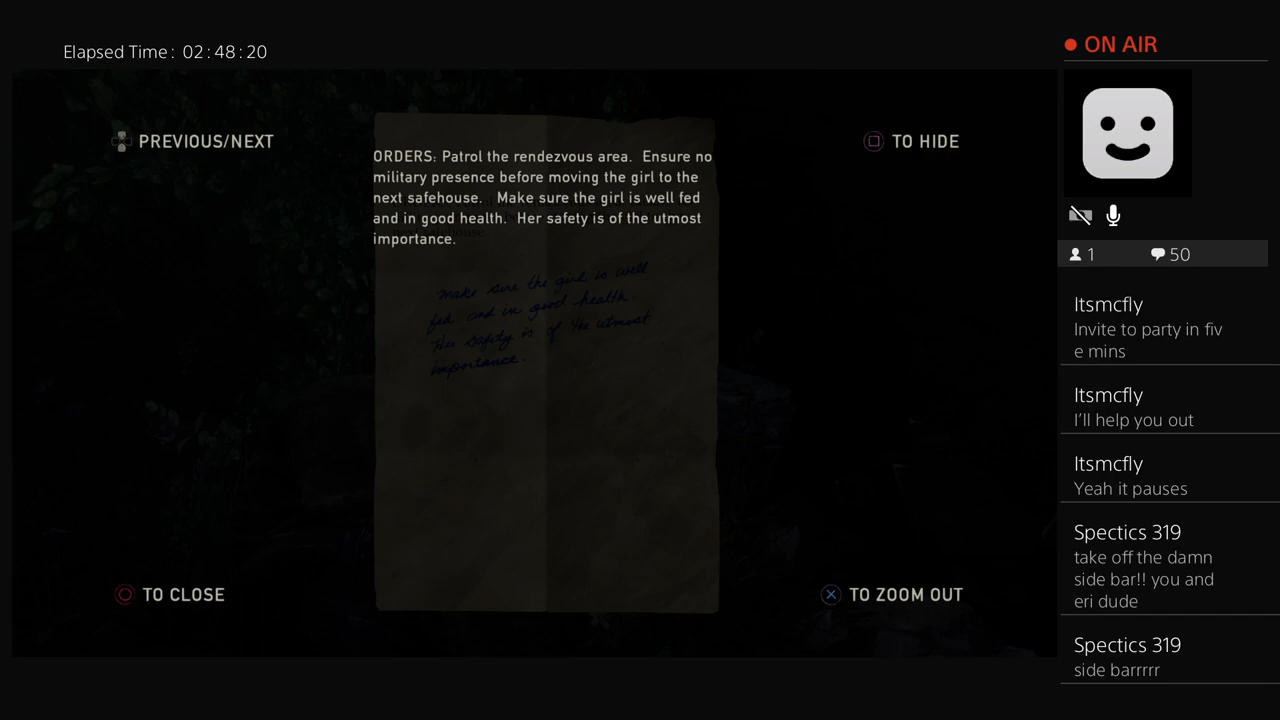 Elapsed Time: 02:48:20
ON AIR
PREVIOUS/NEXT
TO HIDE
ORDERS: Patrol the rendezvous area. Ensure no
military presence before moving the girl to the
next safehouse. Make sure the girl is well fed
and in good health. Her safety is of the utmost
importance.
next safehouse.
Make sure the girl is well
fed and in good health.
Her safety is of the utmost
importance.
TO CLOSE
TO ZOOM OUT
1
50
Itsmcfly
Invite to party in fiv
e mins
Itsmcfly
I'll help you out
Itsmcfly
Yeah it pauses
Spectics 319
take off the damn
side bar!! you and
eri dude
Spectics 319
side barrrrr